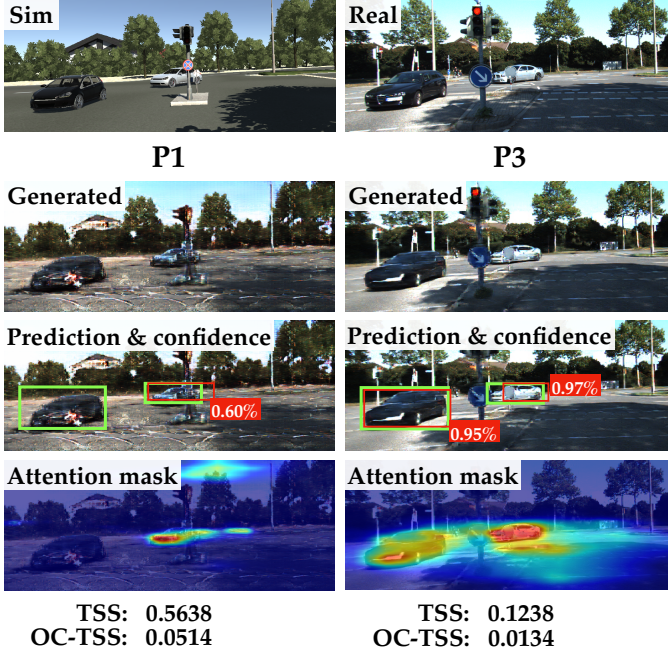 Sim
Real
P1
P3
Generated
Generated
Prediction & confidence
Prediction & confidence
0.60%
0.97%
0.95%
Attention mask
Attention mask
TSS: 0.5638
OC-TSS: 0.0514
TSS: 0.1238
OC-TSS: 0.0134